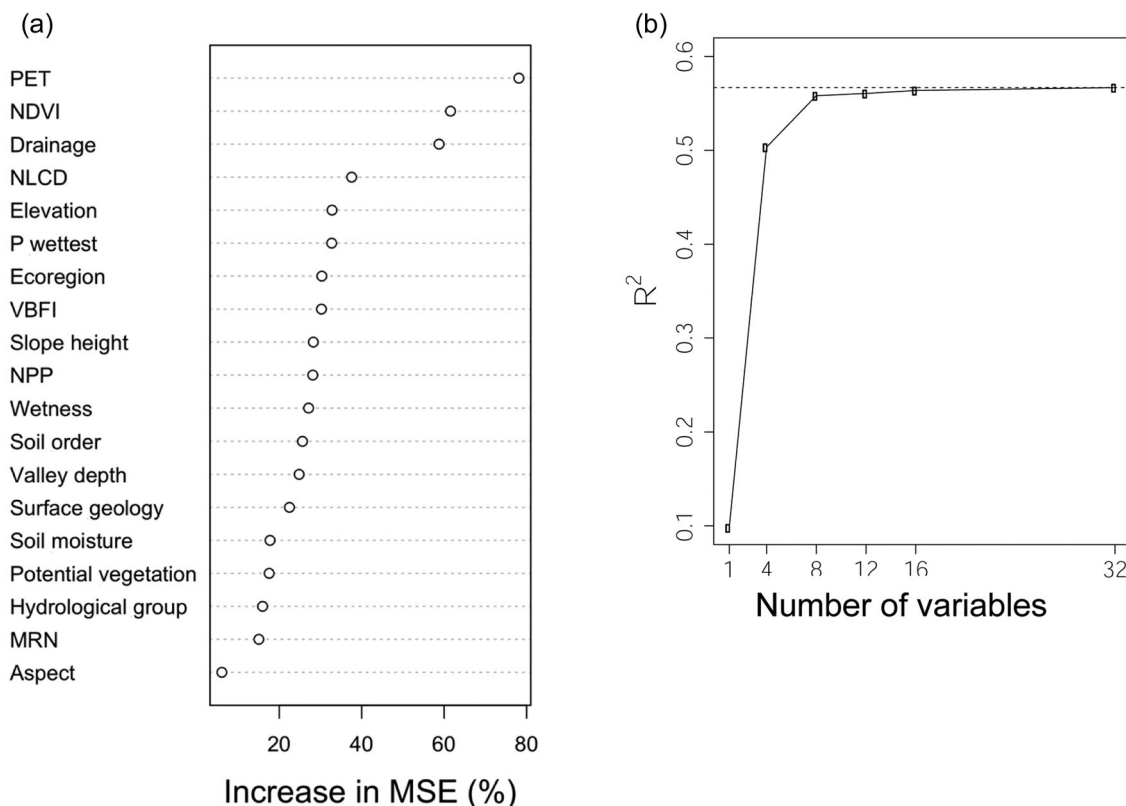 (a)
PET
NDVI
Drainage
NLCD
Elevation
P wettest
Ecoregion
VBFI
Slope height
NPP
Wetness
Soil order
Valley depth
Surface geology
Soil moisture
Potential vegetation
Hydrological group
MRN
Aspect
20 40 60 80
Increase in MSE (%)
(b)
0.6
0.5
0.4
0.3
0.2
0.1
R²
1 4 8 12 16 32
Number of variables